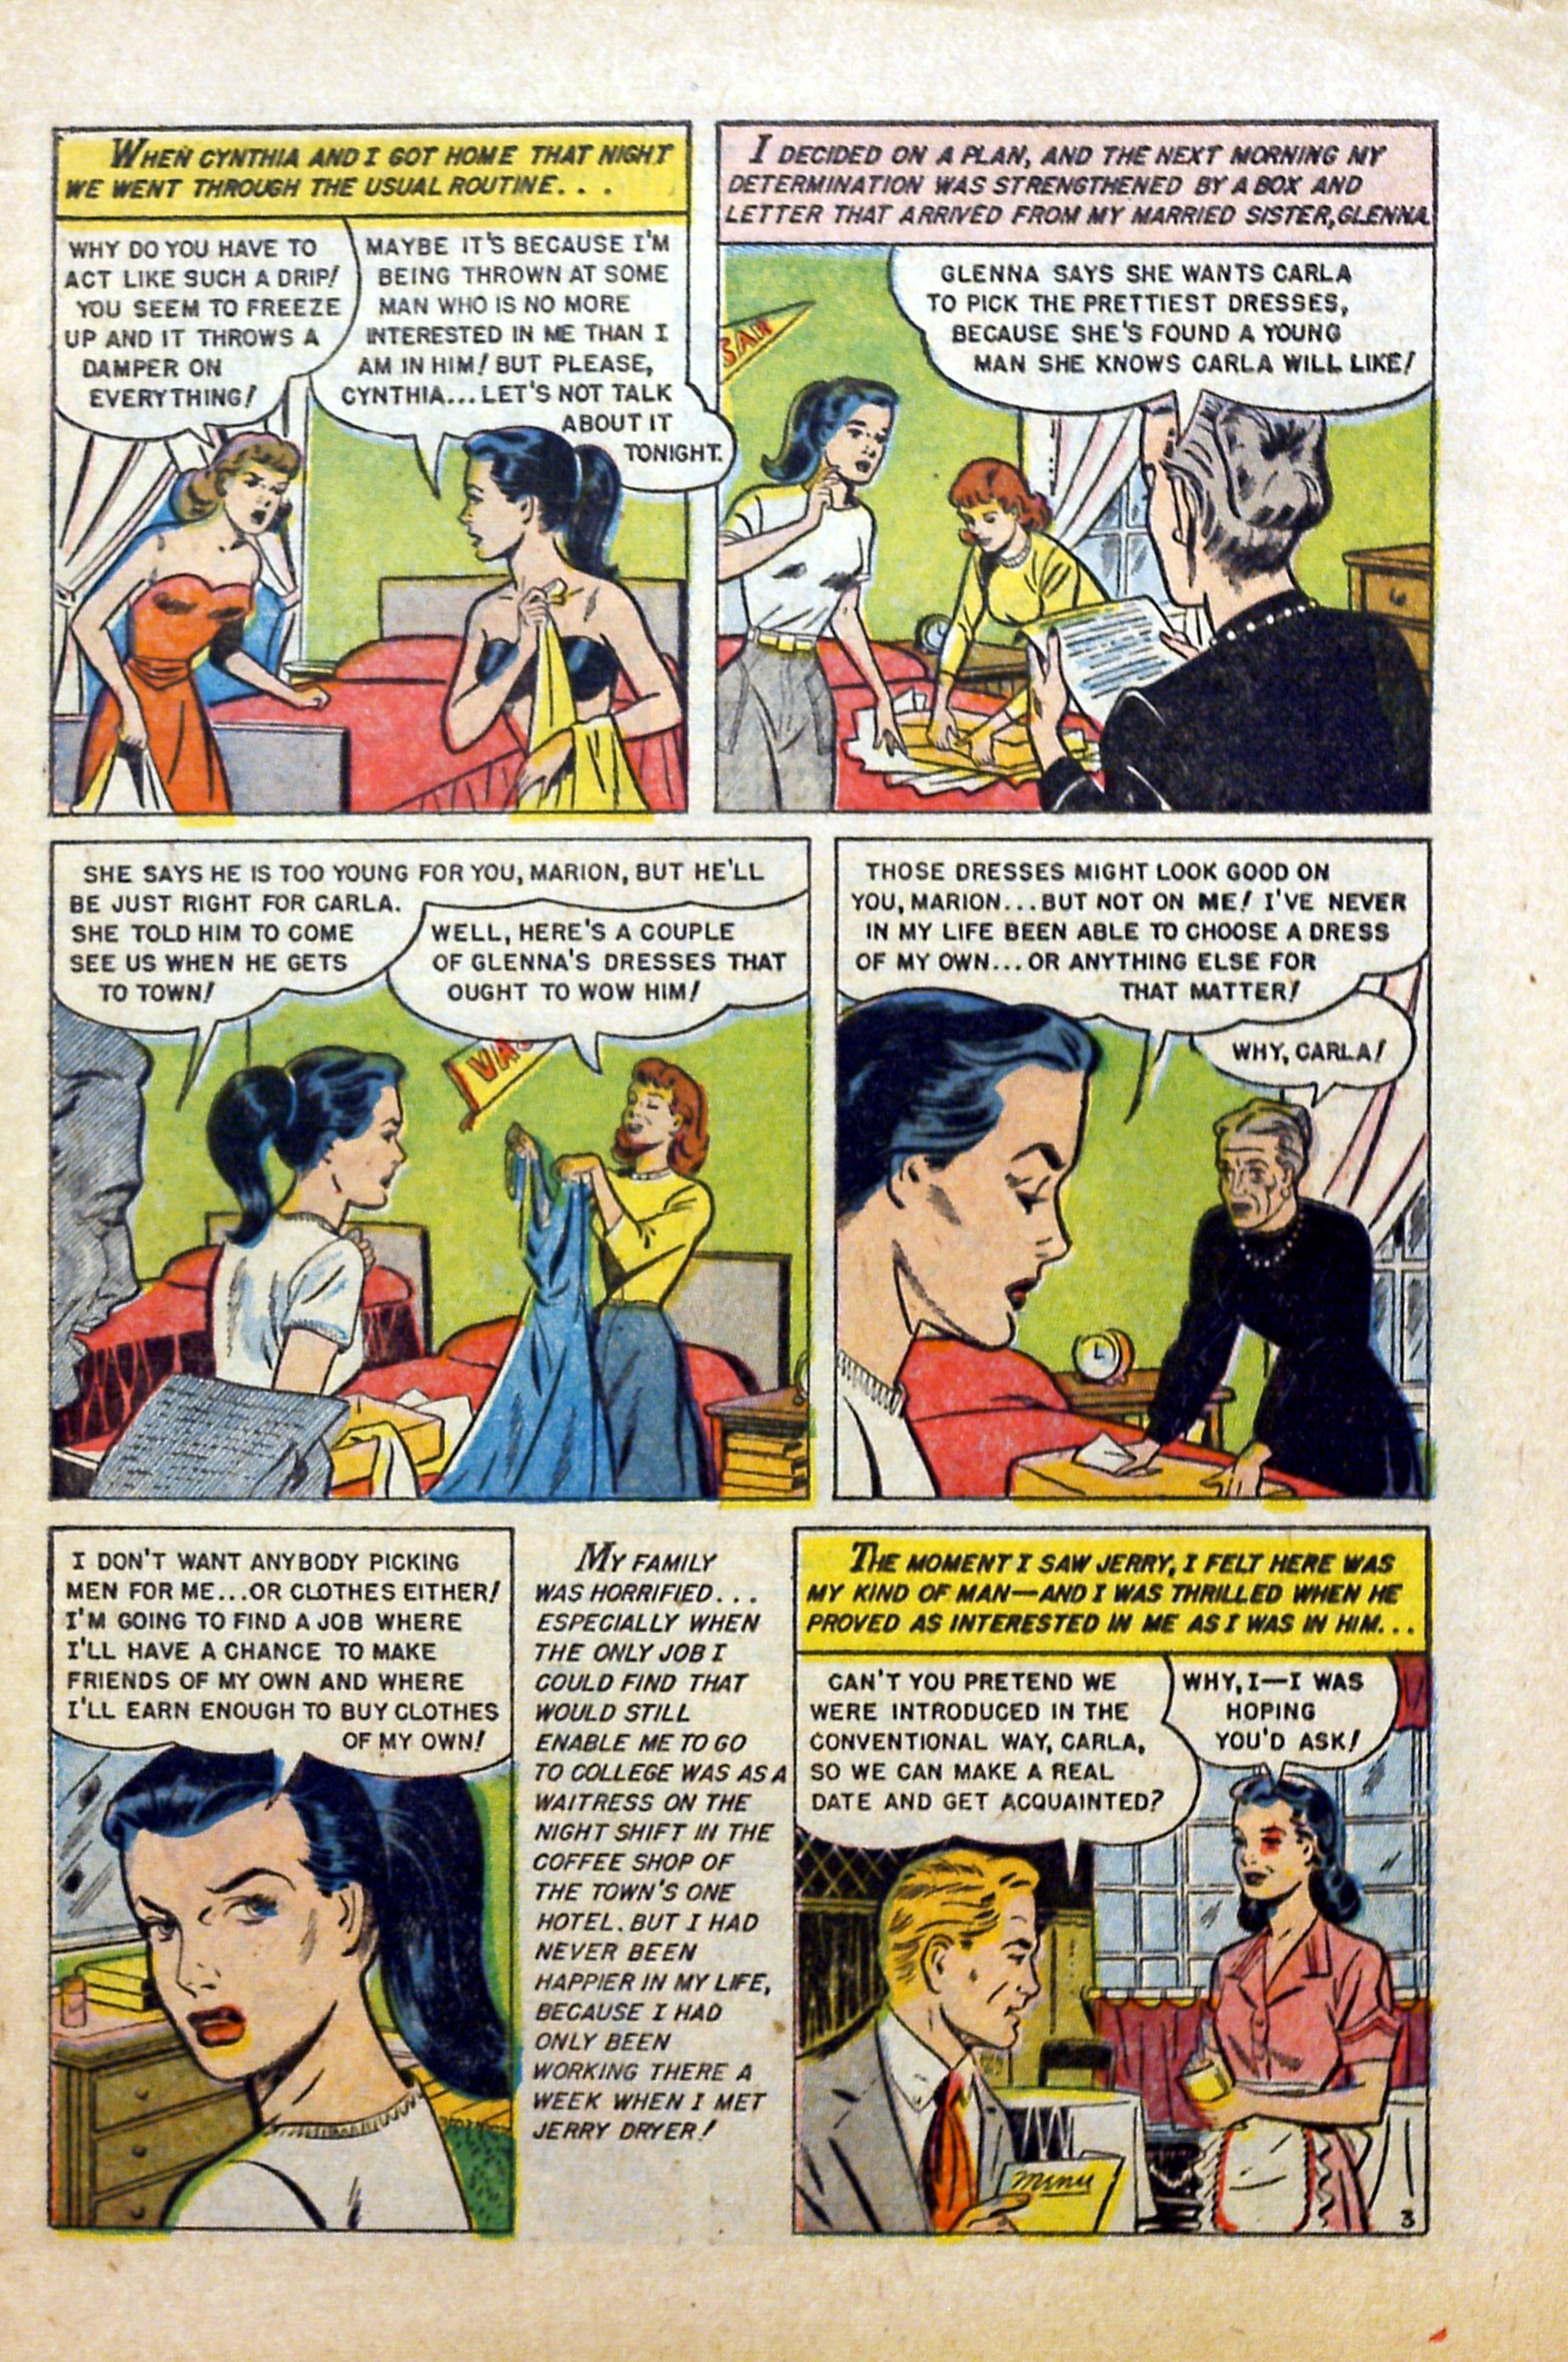 WHEN CYNTHIA AND I GOT HOME THAT NIGHT
WE WENT THROUGH THE USUAL ROUTINE...
WHY DO YOU HAVE TO
ACT LIKE SUCH A DRIP!
YOU SEEM TO FREEZE
UP AND IT THROWS A
DAMPER ON
EVERYTHING!
MAYBE IT'S BECAUSE I'M
BEING THROWN AT SOME
MAN WHO IS NO MORE
INTERESTED IN ME THAN I
AM IN HIM! BUT PLEASE,
CYNTHIA...LET'S NOT TALK
ABOUT IT
TONIGHT.
I DECIDED ON A PLAN, AND THE NEXT MORNING MY
DETERMINATION WAS STRENGTHENED BY A BOX AND
LETTER THAT ARRIVED FROM MY MARRIED SISTER, GLENNA.
GLENNA SAYS SHE WANTS CARLA
TO PICK THE PRETTIEST DRESSES,
BECAUSE SHE'S FOUND A YOUNG
MAN SHE KNOWS CARLA WILL LIKE!
SAR
SHE SAYS HE IS TOO YOUNG FOR YOU, MARION, BUT HE'LL
BE JUST RIGHT FOR CARLA.
SHE TOLD HIM TO COME
SEE US WHEN HE GETS
TO TOWN!
WELL, HERE'S A COUPLE
OF GLENNA'S DRESSES THAT
OUGHT TO WOW HIM!
VAS
THOSE DRESSES MIGHT LOOK GOOD ON
YOU, MARION...BUT NOT ON ME! I'VE NEVER
IN MY LIFE BEEN ABLE TO CHOOSE A DRESS
OF MY OWN...OR ANYTHING ELSE FOR
THAT MATTER!
WHY, CARLA!
I DON'T WANT ANYBODY PICKING
MEN FOR ME...OR CLOTHES EITHER!
I'M GOING TO FIND A JOB WHERE
I'LL HAVE A CHANCE TO MAKE
FRIENDS OF MY OWN AND WHERE
I'LL EARN ENOUGH TO BUY CLOTHES
OF MY OWN!
MY FAMILY
WAS HORRIFIED...
ESPECIALLY WHEN
THE ONLY JOB I
COULD FIND THAT
WOULD STILL
ENABLE ME TO GO
TO COLLEGE WAS AS A
WAITRESS ON THE
NIGHT SHIFT IN THE
COFFEE SHOP OF
THE TOWN'S ONE
HOTEL. BUT I HAD
NEVER BEEN
HAPPIER IN MY LIFE,
BECAUSE I HAD
ONLY BEEN
WORKING THERE A
WEEK WHEN I MET
JERRY DRYER!
THE MOMENT I SAW JERRY, I FELT HERE WAS
MY KIND OF MAN—AND I WAS THRILLED WHEN HE
PROVED AS INTERESTED IN ME AS I WAS IN HIM...
CAN'T YOU PRETEND WE
WERE INTRODUCED IN THE
CONVENTIONAL WAY, CARLA,
SO WE CAN MAKE A REAL
DATE AND GET ACQUAINTED?
WHY, I—I WAS
HOPING
YOU'D ASK!
Menu
3